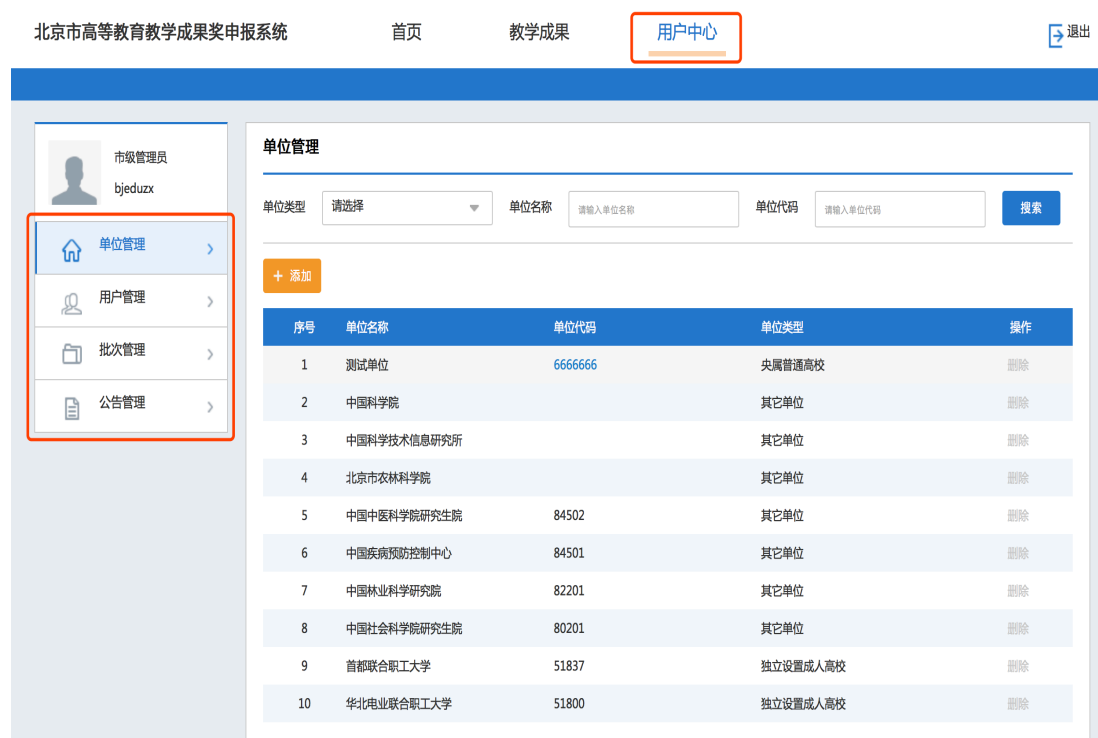 北京市高等教育教学成果奖申报系统 首页 教学成果 用户中心 退出
市级管理员
bjeduzx
单位管理
用户管理
批次管理
公告管理
单位管理
单位类型 请选择 单位名称 请输入单位名称 单位代码 请输入单位代码 搜索
+ 添加
序号 单位名称 单位代码 单位类型 操作
1 测试单位 6666666 央属普通高校 删除
2 中国科学院 其它单位 删除
3 中国科学技术信息研究所 其它单位 删除
4 北京市农林科学院 其它单位 删除
5 中国中医科学院研究生院 84502 其它单位 删除
6 中国疾病预防控制中心 84501 其它单位 删除
7 中国林业科学研究院 82201 其它单位 删除
8 中国社会科学院研究生院 80201 其它单位 删除
9 首都联合职工大学 51837 独立设置成人高校 删除
10 华北电业联合职工大学 51800 独立设置成人高校 删除